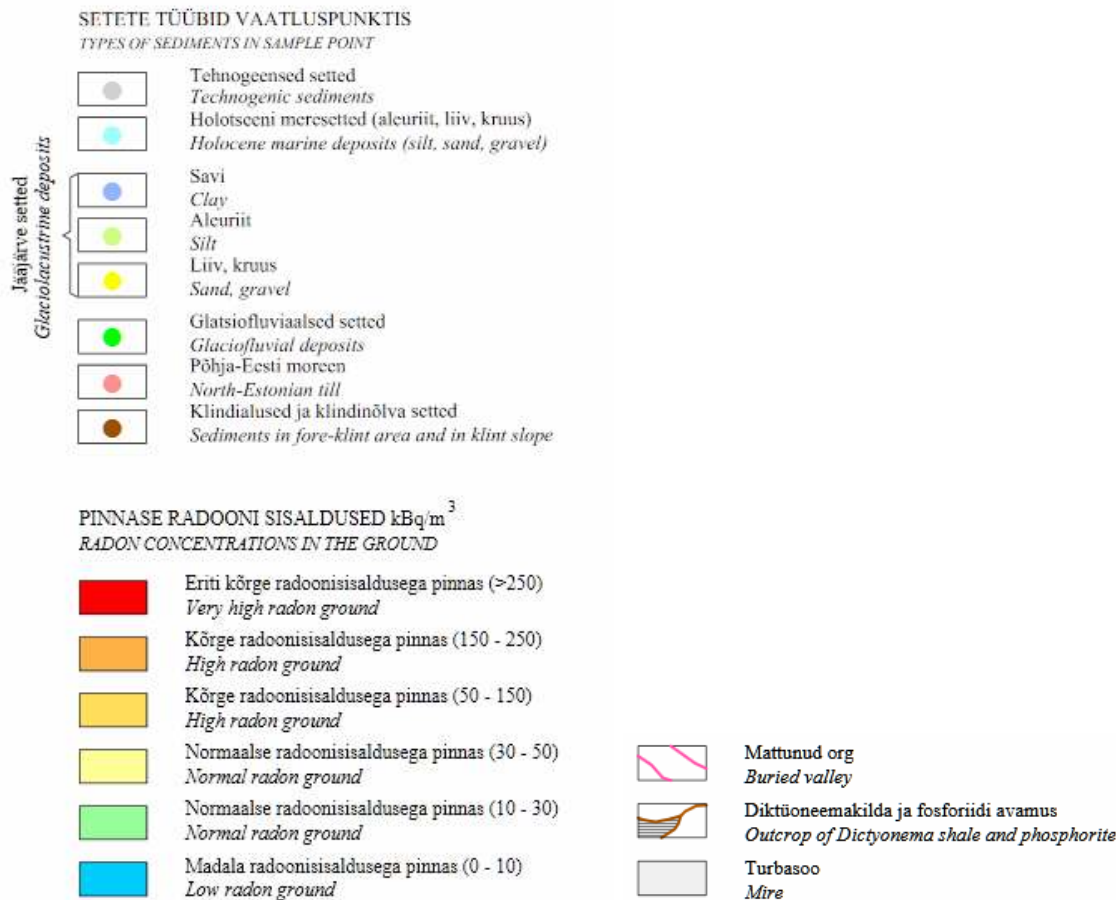 SETETE TÜÜBID VAATLUSPUNKTIS
TYPES OF SEDIMENTS IN SAMPLE POINT
Tehnogeensed setted
Technogenic sediments
Holotseeni meresetted (aleuriit, liiv, kruus)
Holocene marine deposits (silt, sand, gravel)
Jääjärve setted
Glaciolacustrine deposits
Savi
Clay
Aleuriit
Silt
Liiv, kruus
Sand, gravel
Glatsiofluviaalsed setted
Glaciofluvial deposits
Põhja-Eesti moreen
North-Estonian till
Klindialused ja klindinõlva setted
Sediments in fore-klint area and in klint slope
PINNASE RADOONI SISALDUSED kBq/m³
RADON CONCENTRATIONS IN THE GROUND
Eriti kõrge radoonisisaldusega pinnas (>250)
Very high radon ground
Kõrge radoonisisaldusega pinnas (150 - 250)
High radon ground
Kõrge radoonisisaldusega pinnas (50 - 150)
High radon ground
Normaalse radoonisisaldusega pinnas (30 - 50)
Normal radon ground
Normaalse radoonisisaldusega pinnas (10 - 30)
Normal radon ground
Madala radoonisisaldusega pinnas (0 - 10)
Low radon ground
Mattunud org
Buried valley
Diktüoneemakilda ja fosforiidi avamus
Outcrop of Dictyonema shale and phosphorite
Turbasoo
Mire